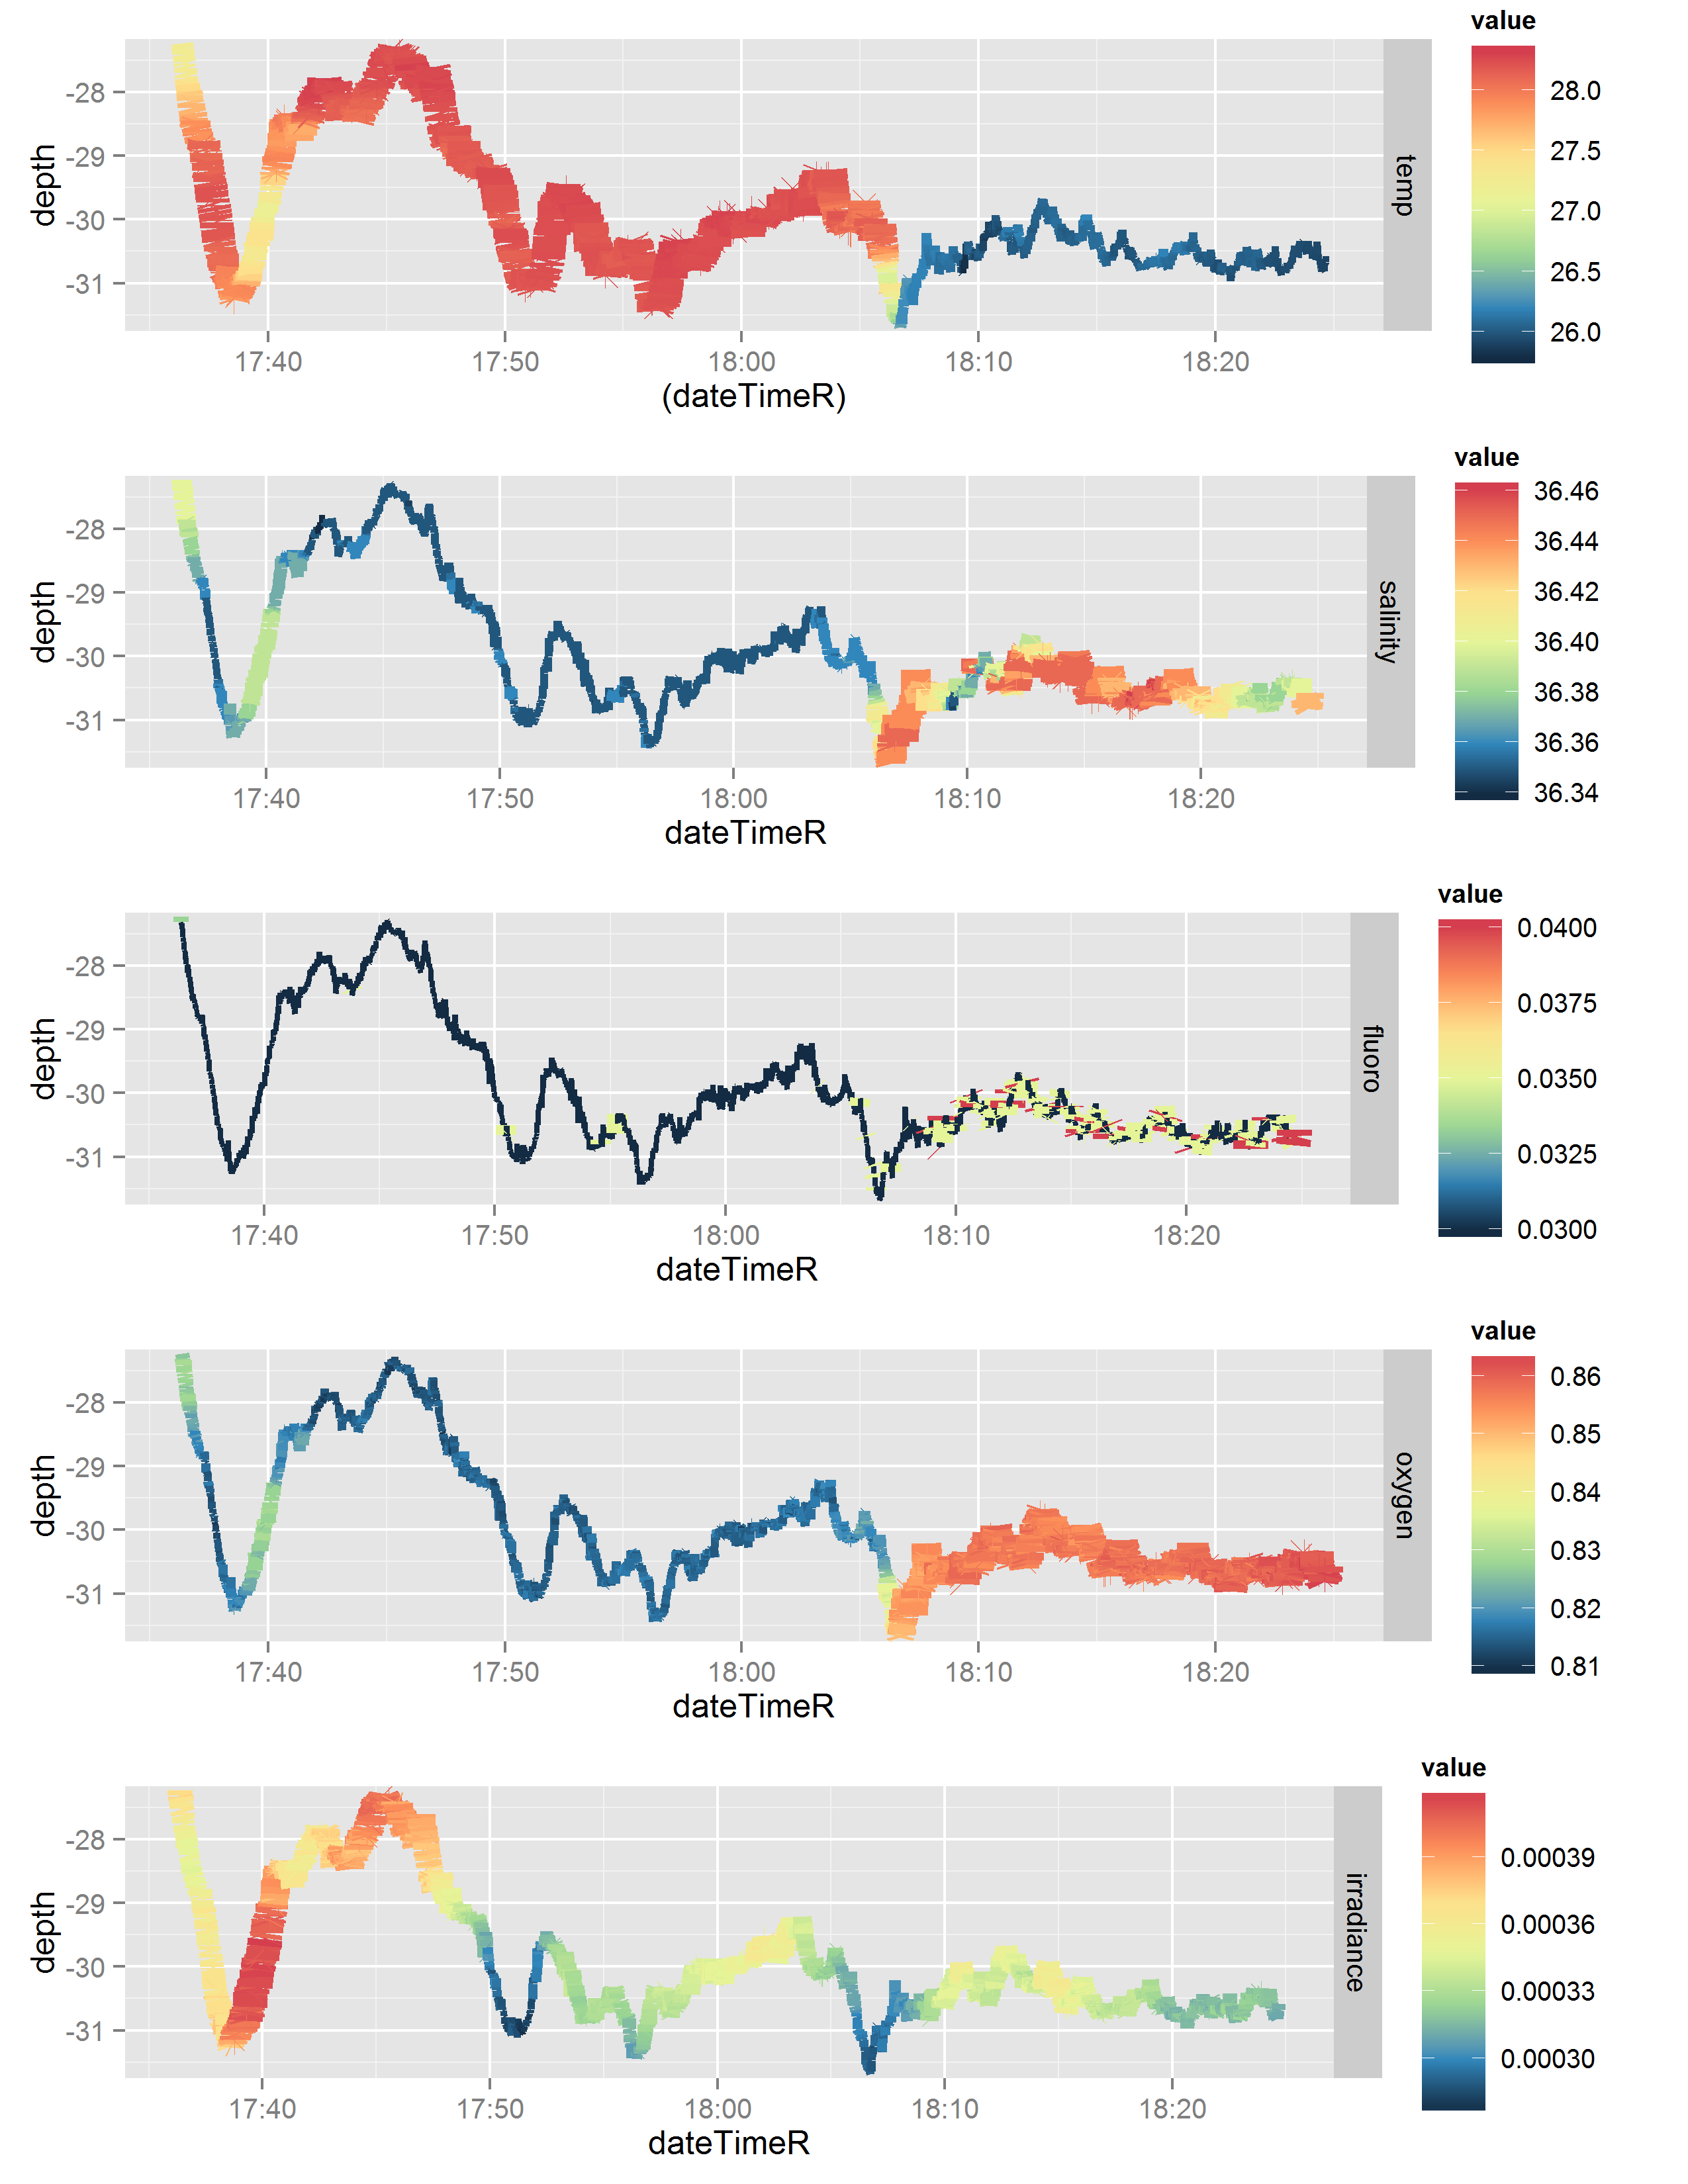 value
-28
-29
-30
-31
depth
temp
28.0
27.5
27.0
26.5
26.0
17:40 17:50 18:00 18:10 18:20
(dateTimeR)
value
-28
-29
-30
-31
depth
salinity
36.46
36.44
36.42
36.40
36.38
36.36
36.34
17:40 17:50 18:00 18:10 18:20
dateTimeR
value
-28
-29
-30
-31
depth
fluoro
0.0400
0.0375
0.0350
0.0325
0.0300
17:40 17:50 18:00 18:10 18:20
dateTimeR
value
-28
-29
-30
-31
depth
oxygen
0.86
0.85
0.84
0.83
0.82
0.81
17:40 17:50 18:00 18:10 18:20
dateTimeR
value
-28
-29
-30
-31
depth
irradiance
0.00039
0.00036
0.00033
0.00030
17:40 17:50 18:00 18:10 18:20
dateTimeR